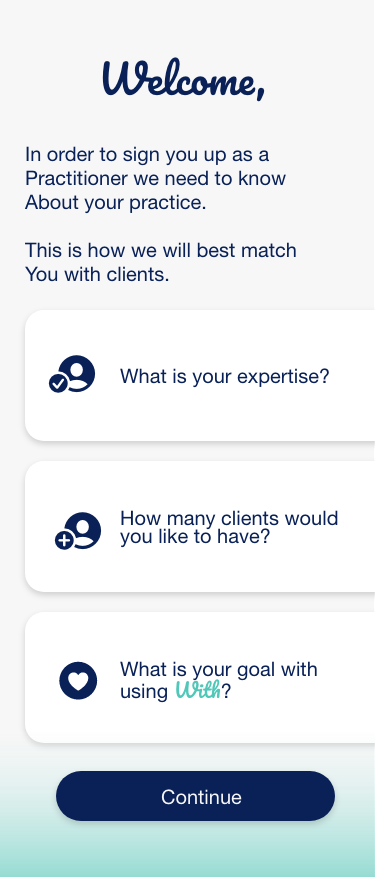 Welcome,
In order to sign you up as a
Practitioner we need to know
About your practice.
This is how we will best match
You with clients.
What is your expertise?
How many clients would
you like to have?
What is your goal with
using With?
Continue